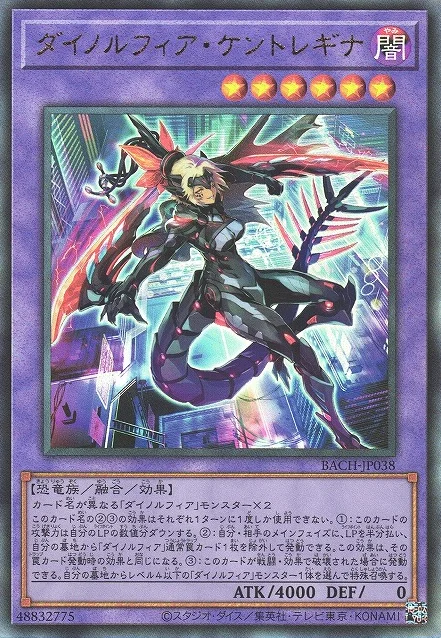 ダイノルフィア・ケントレギナ
闇
BACH-JP038
【恐竜族／融合／効果】
カード名が異なる「ダイノルフィア」モンスター×２
このカード名の②③の効果はそれぞれ１ターンに１度しか使用できない。①：このカードの
攻撃力は自分のLPの数値分ダウンする。②：自分・相手のメインフェイズに、LPを半分払い、
自分の墓地から「ダイノルフィア」通常罠カード１枚を除外して発動できる。この効果は、その
罠カード発動時の効果と同じになる。③：このカードが戦闘・効果で破壊された場合に発動
できる。自分の墓地からレベル４以下の「ダイノルフィア」モンスター１体を選んで特殊召喚する。
ATK/4000 DEF/ 0
48832775
©スタジオ・ダイス／集英社・テレビ東京・KONAMI